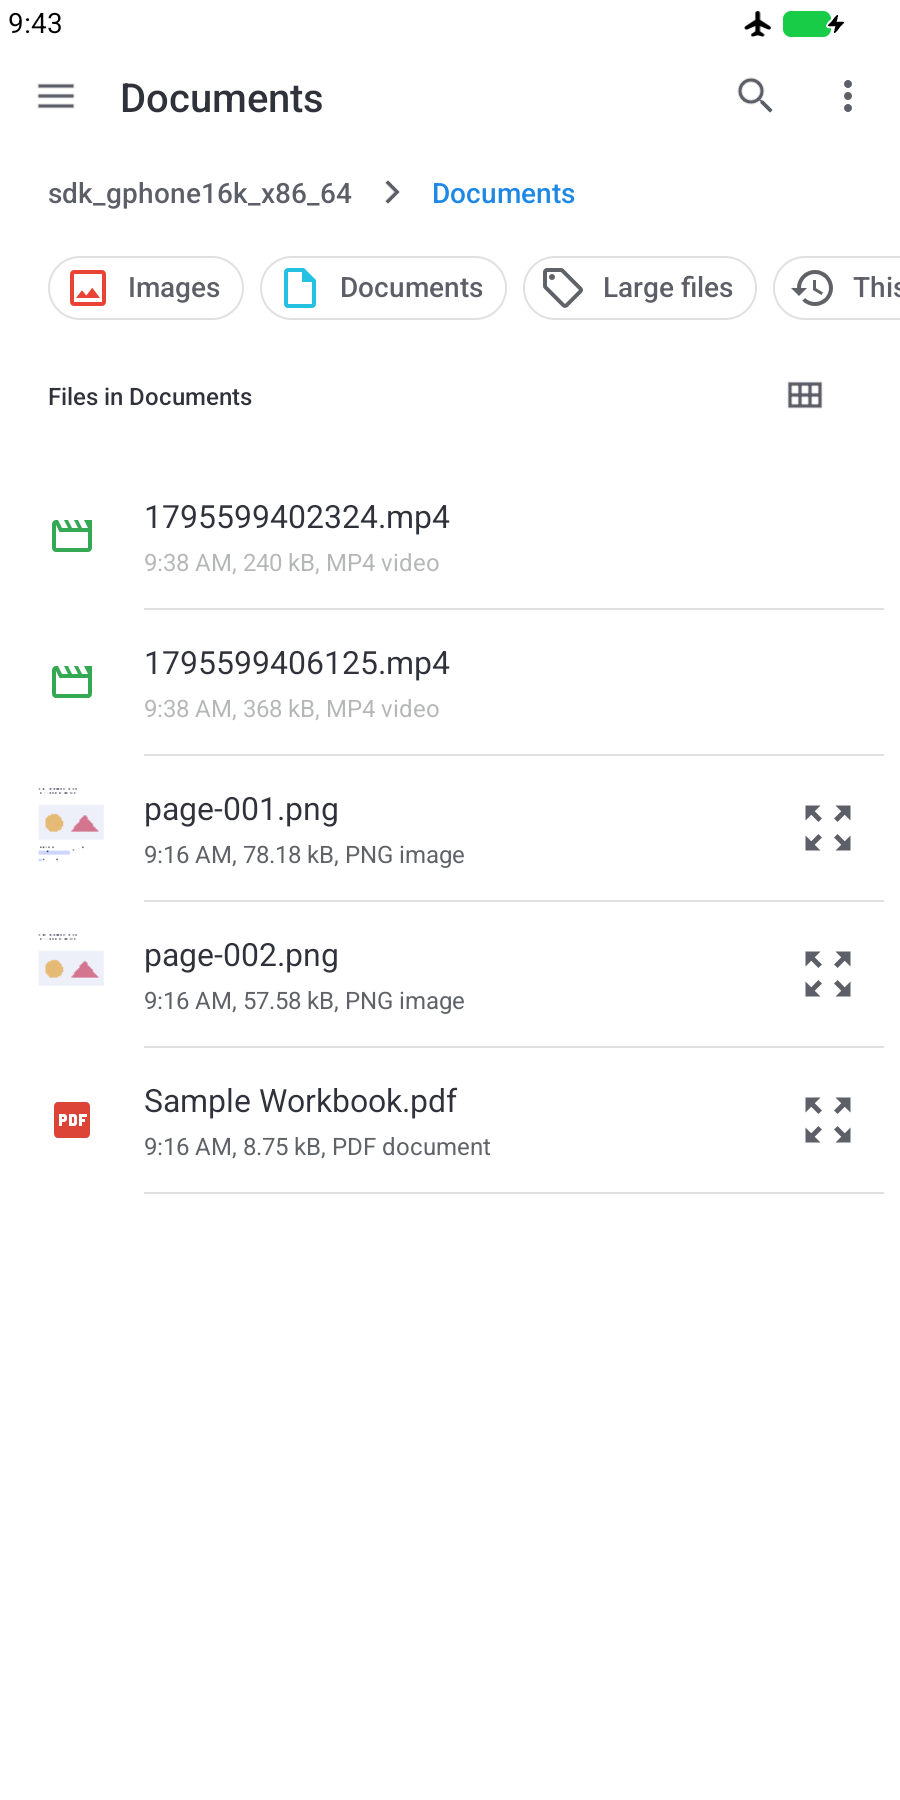 9:43
Documents
sdk_gphone16k_x86_64 > Documents
Images
Documents
Large files
This
Files in Documents
1795599402324.mp4
9:38 AM, 240 kB, MP4 video
1795599406125.mp4
9:38 AM, 368 kB, MP4 video
page-001.png
9:16 AM, 78.18 kB, PNG image
page-002.png
9:16 AM, 57.58 kB, PNG image
PDF
Sample Workbook.pdf
9:16 AM, 8.75 kB, PDF document